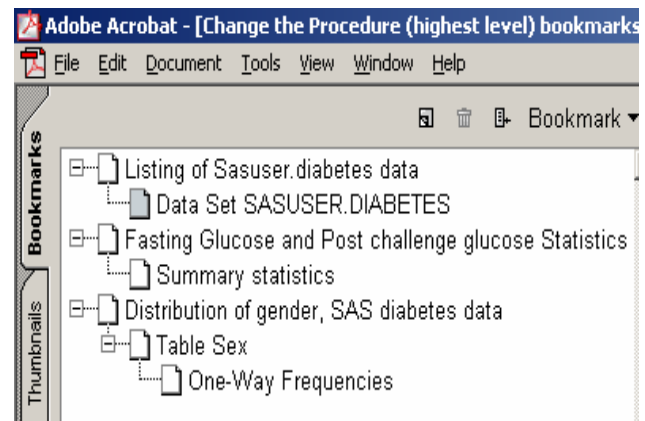 Adobe Acrobat - [Change the Procedure (highest level) bookmarks
File Edit Document Tools View Window Help
Bookmark
Bookmarks
Thumbnails
Listing of Sasuser.diabetes data
Data Set SASUSER.DIABETES
Fasting Glucose and Post challenge glucose Statistics
Summary statistics
Distribution of gender, SAS diabetes data
Table Sex
One-Way Frequencies